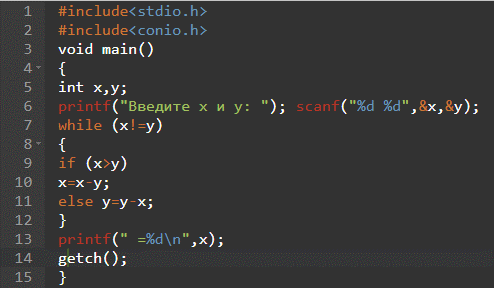 1 #include<stdio.h>
2 #include<conio.h>
3 void main()
4 {
5 int x,y;
6 printf("Введите x и y: "); scanf("%d %d",&x,&y);
7 while (x!=y)
8 {
9 if (x>y)
10 x=x-y;
11 else y=y-x;
12 }
13 printf(" =%d\n",x);
14 getch();
15 }